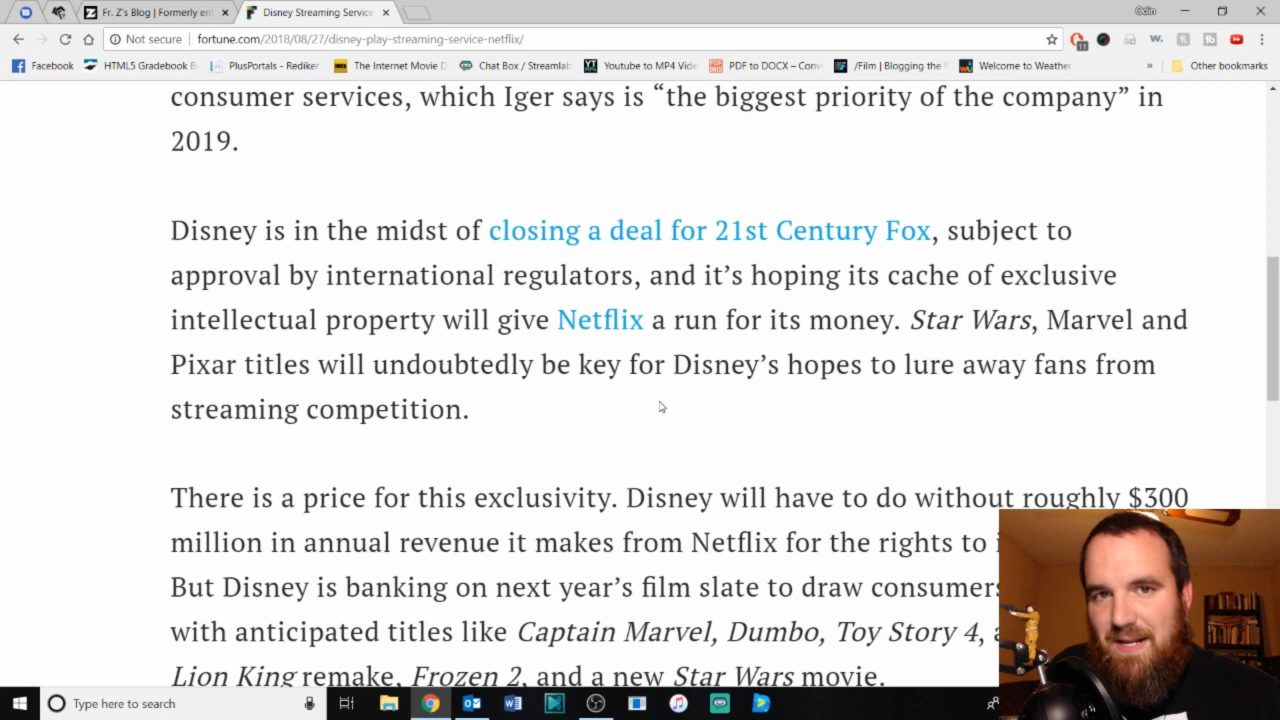 Fr. Z's Blog | Formerly en
Disney Streaming Service
Odin
Not secure
fortune.com/2018/08/27/disney-play-streaming-service-netflix/
11
Facebook
HTML5 Gradebook
PlusPortals - Rediker
The Internet Movie D
Chat Box / Streamlab
Youtube to MP4 Vide
PDF to DOCX – Conv
/Film | Blogging the
Welcome to Weather
»
Other bookmarks
consumer services, which Iger says is “the biggest priority of the company” in
2019.
Disney is in the midst of closing a deal for 21st Century Fox, subject to
approval by international regulators, and it’s hoping its cache of exclusive
intellectual property will give Netflix a run for its money. Star Wars, Marvel and
Pixar titles will undoubtedly be key for Disney’s hopes to lure away fans from
streaming competition.
There is a price for this exclusivity. Disney will have to do without roughly $300
million in annual revenue it makes from Netflix for the rights to
But Disney is banking on next year’s film slate to draw consumers
with anticipated titles like Captain Marvel, Dumbo, Toy Story 4,
Lion King remake, Frozen 2, and a new Star Wars movie.
Type here to search